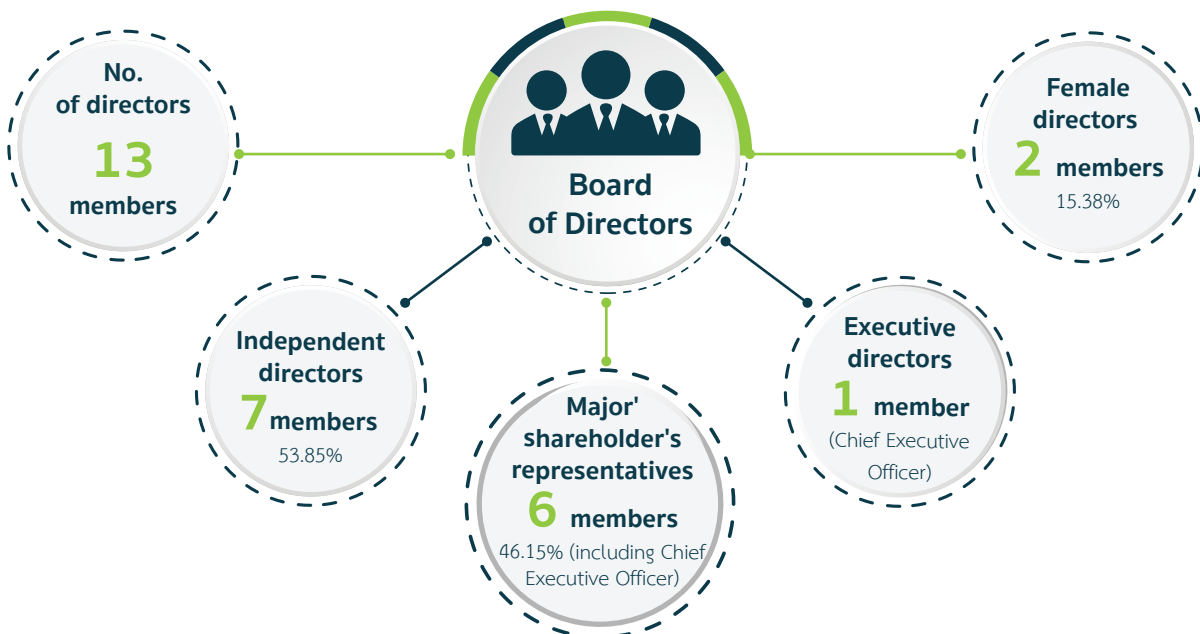 No.
of directors
13
members
Board
of Directors
Female
directors
2 members
15.38%
Independent
directors
7 members
53.85%
Major'
shareholder's
representatives
6 members
46.15% (including Chief
Executive Officer)
Executive
directors
1 member
(Chief Executive
Officer)